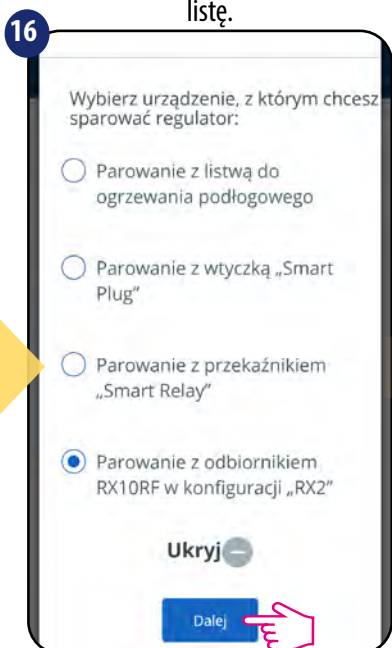 listę.
16
Wybierz urządzenie, z którym chcesz
sparować regulator:
Parowanie z listwą do
ogrzewania podłogowego
Parowanie z wtyczką „Smart
Plug”
Parowanie z przekaźnikiem
„Smart Relay”
Parowanie z odbiornikiem
RX10RF w konfiguracji „RX2”
Ukryj
Dalej